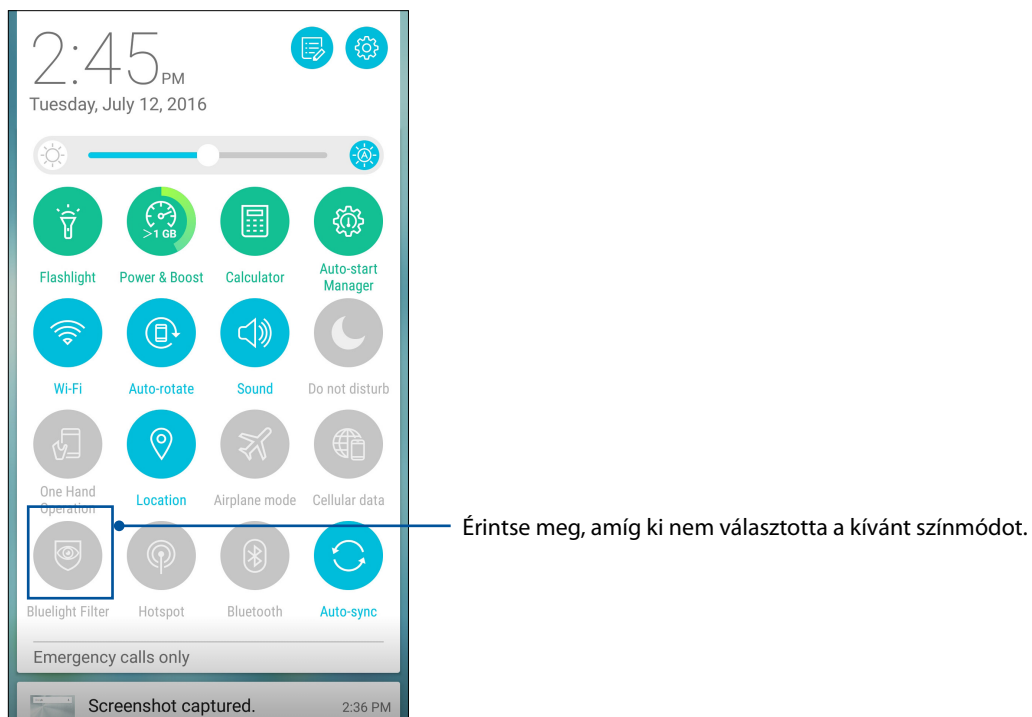 2:45 PM
Tuesday, July 12, 2016
A
>1 GB
Flashlight Power & Boost Calculator Auto-start Manager
Wi-Fi Auto-rotate Sound Do not disturb
One Hand Operation Location Airplane mode Cellular data
Érintse meg, amíg ki nem választotta a kívánt színmódot.
Bluelight Filter Hotspot Bluetooth Auto-sync
Emergency calls only
Screenshot captured. 2:36 PM